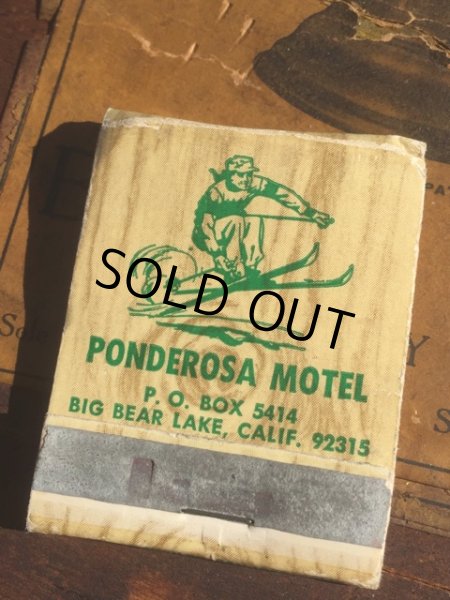 SOLD OUT
PONDEROSA MOTEL
P. O. BOX 5414
BIG BEAR LAKE, CALIF. 92315